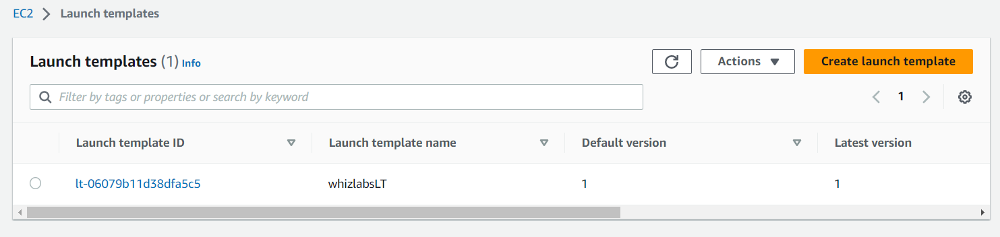 EC2 Launch templates
Launch templates (1) Info Actions Create launch template
Filter by tags or properties or search by keyword 1
Launch template ID Launch template name Default version Latest version
lt-06079b11d38dfa5c5 whizlabsLT 1 1